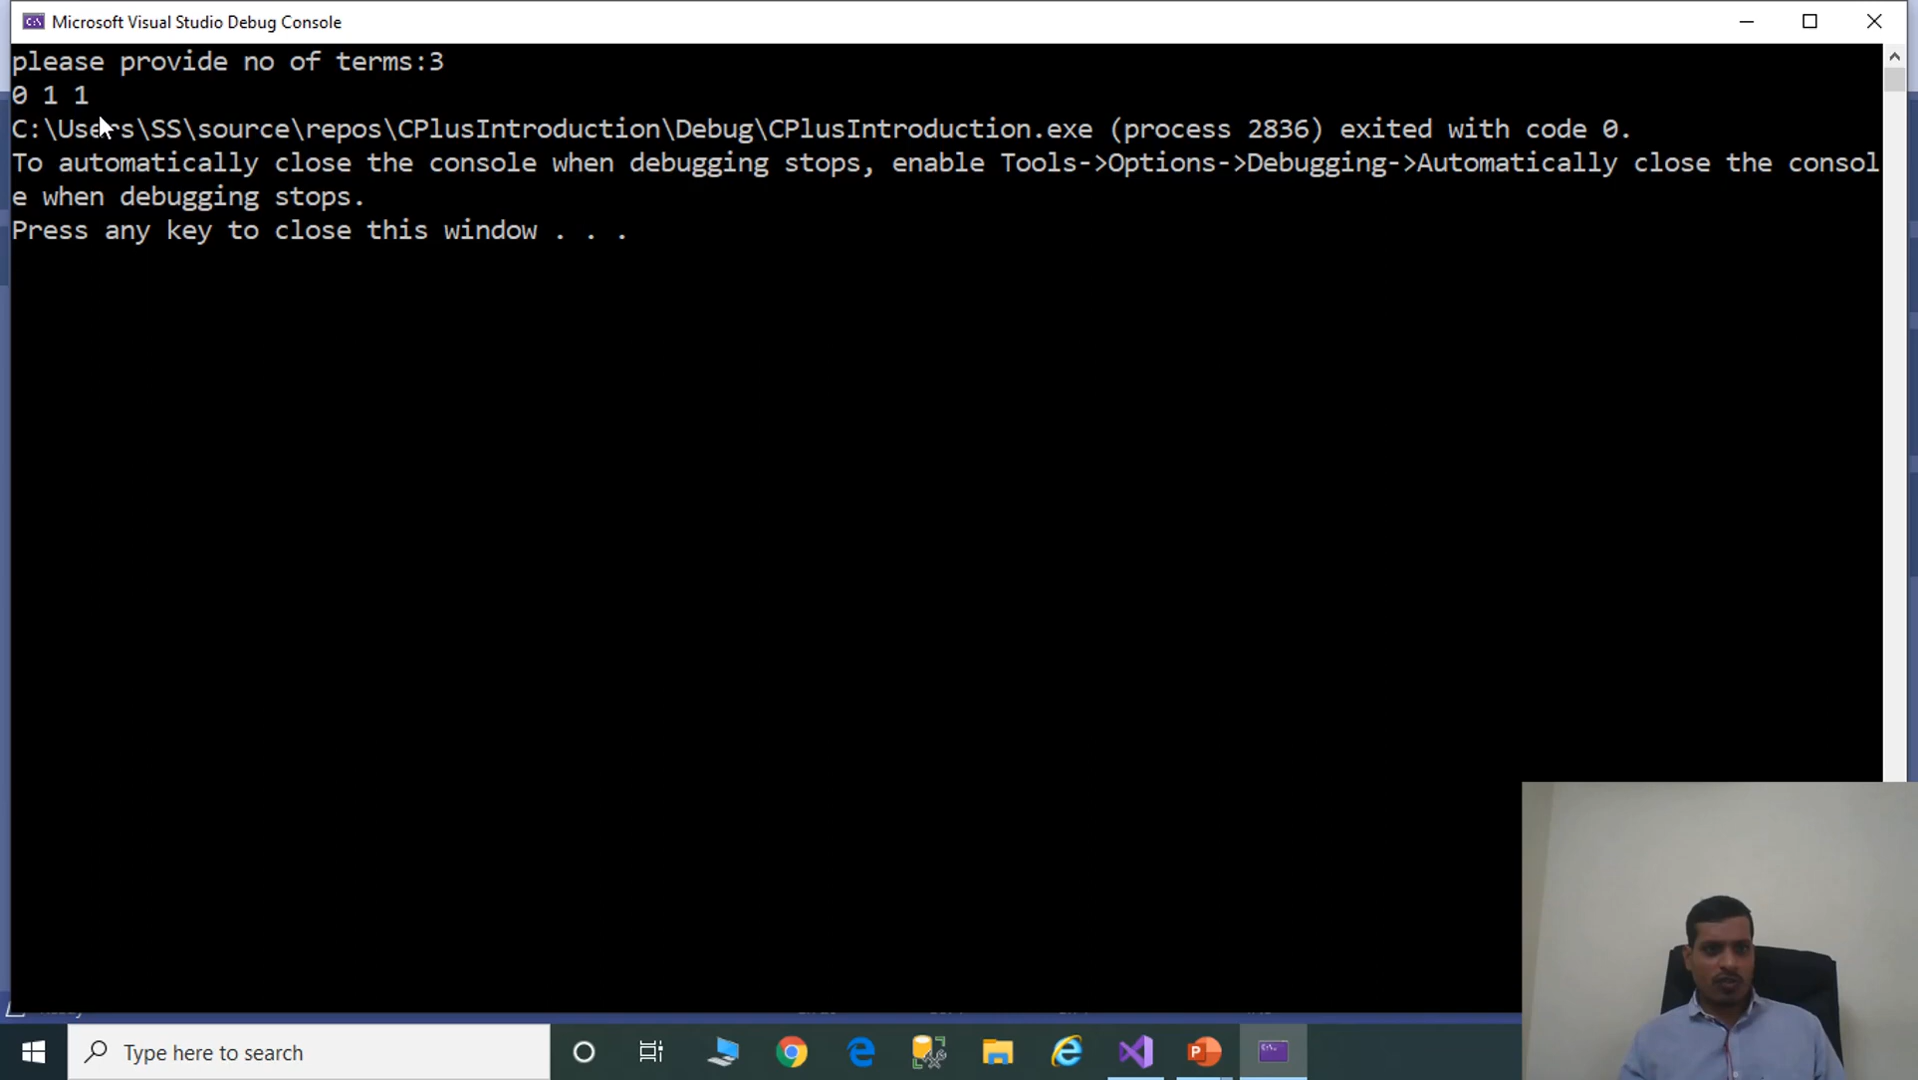 Microsoft Visual Studio Debug Console
please provide no of terms:3
0 1 1
C:\Users\SS\source\repos\CPlusIntroduction\Debug\CPlusIntroduction.exe (process 2836) exited with code 0.
To automatically close the console when debugging stops, enable Tools->Options->Debugging->Automatically close the consol
e when debugging stops.
Press any key to close this window . . .
Type here to search